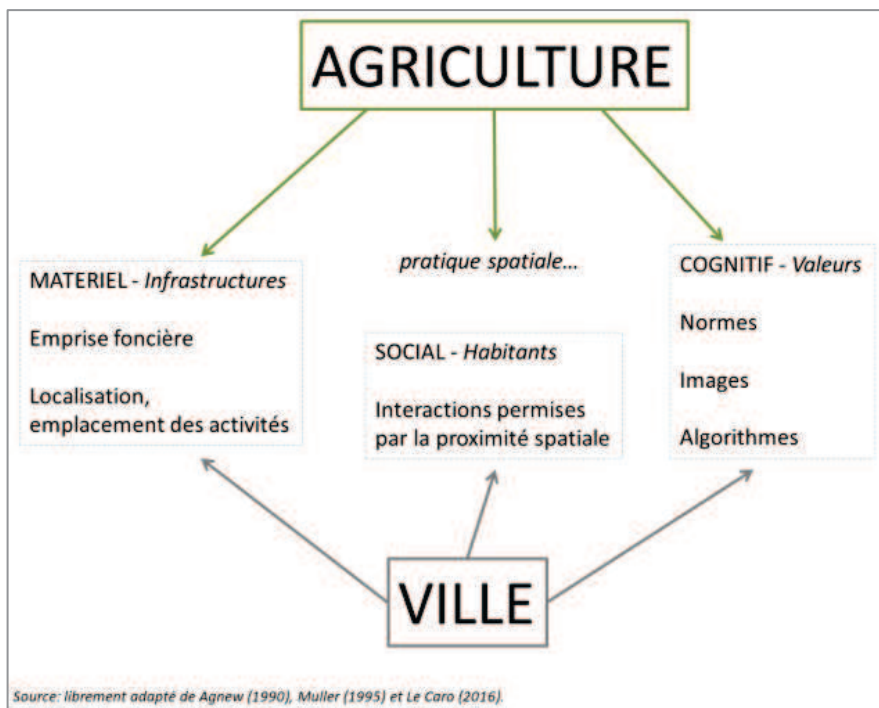 AGRICULTURE
MATERIEL - Infrastructures
Emprise foncière
Localisation,
emplacement des activités
pratique spatiale...
SOCIAL - Habitants
Interactions permises
par la proximité spatiale
COGNITIF - Valeurs
Normes
Images
Algorithmes
VILLE
Source: librement adapté de Agnew (1990), Muller (1995) et Le Caro (2016).